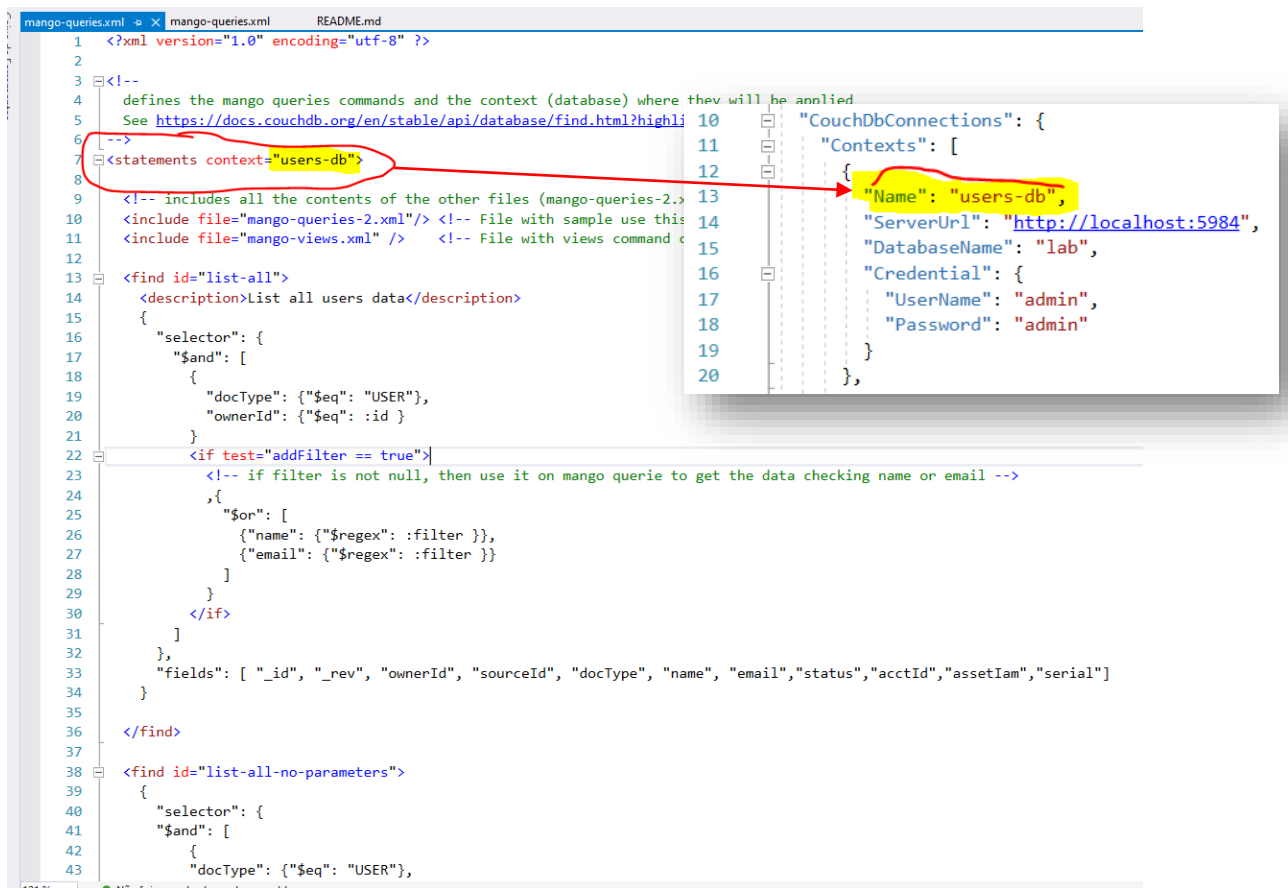 mango-queries.xml mango-queries.xml README.md
1 <?xml version="1.0" encoding="utf-8" ?>
2
3 <!--
4 defines the mango queries commands and the context (database) where they will be applied
5 See https://docs.couchdb.org/en/stable/api/database/find.html?highli
6 -->
7 <statements context="users-db">
8
9 <!-- includes all the contents of the other files (mango-queries-2.x
10 <include file="mango-queries-2.xml"/> <!-- File with sample use this
11 <include file="mango-views.xml" /> <!-- File with views command
12
13 <find id="list-all">
14 <description>List all users data</description>
15 {
16 "selector": {
17 "$and": [
18 {
19 "docType": {"$eq": "USER"},
20 "ownerId": {"$eq": :id }
21 }
22 <if test="addFilter == true">
23 <!-- if filter is not null, then use it on mango querie to get the data checking name or email -->
24 ,{
25 "$or": [
26 {"name": {"$regex": :filter }},
27 {"email": {"$regex": :filter }}
28 ]
29 }
30 </if>
31 ]
32 },
33 "fields": [ "_id", "_rev", "ownerId", "sourceId", "docType", "name", "email","status","acctId","assetIam","serial"]
34 }
35
36 </find>
37
38 <find id="list-all-no-parameters">
39 {
40 "selector": {
41 "$and": [
42 {
43 "docType": {"$eq": "USER"},
10 "CouchDbConnections": {
11 "Contexts": [
12 {
13 "Name": "users-db",
14 "ServerUrl": "http://localhost:5984",
15 "DatabaseName": "lab",
16 "Credential": {
17 "UserName": "admin",
18 "Password": "admin"
19 }
20 },